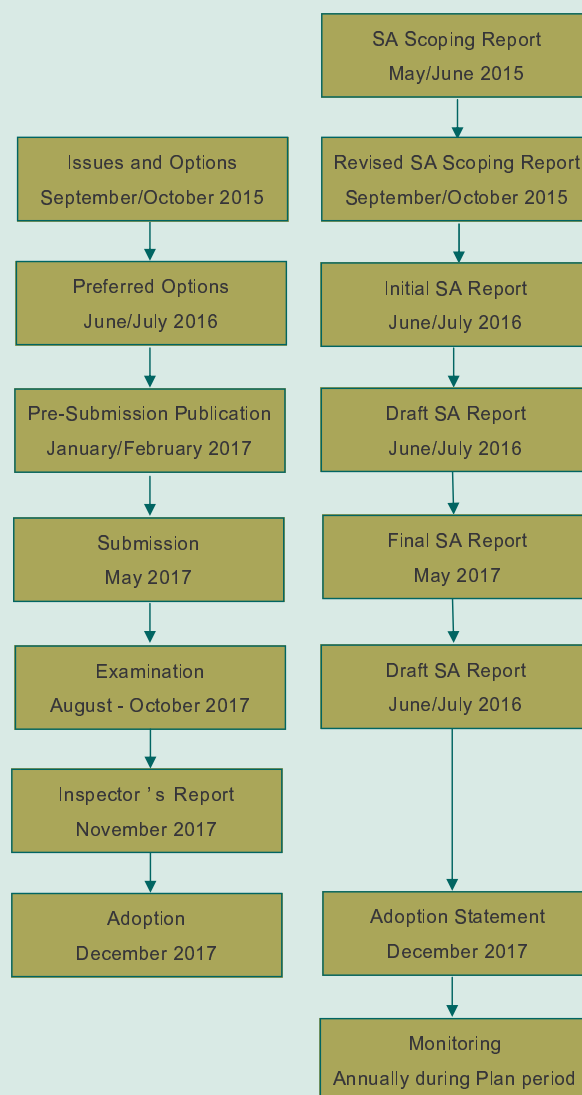 SA Scoping Report
May/June 2015
Issues and Options
September/October 2015
Revised SA Scoping Report
September/October 2015
Preferred Options
June/July 2016
Initial SA Report
June/July 2016
Pre-Submission Publication
January/February 2017
Draft SA Report
June/July 2016
Submission
May 2017
Final SA Report
May 2017
Examination
August - October 2017
Draft SA Report
June/July 2016
Inspector ’ s Report
November 2017
Adoption
December 2017
Adoption Statement
December 2017
Monitoring
Annually during Plan period